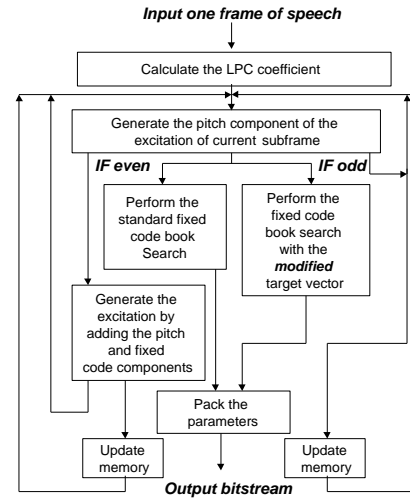 Input one frame of speech
Calculate the LPC coefficient
Generate the pitch component of the
excitation of current subframe
IF even
IF odd
Perform the
standard fixed
code book
Search
Perform the
fixed code
book search
with the
modified
target vector
Generate the
excitation by
adding the pitch
and fixed
code components
Pack the
parameters
Update
memory
Update
memory
Output bitstream